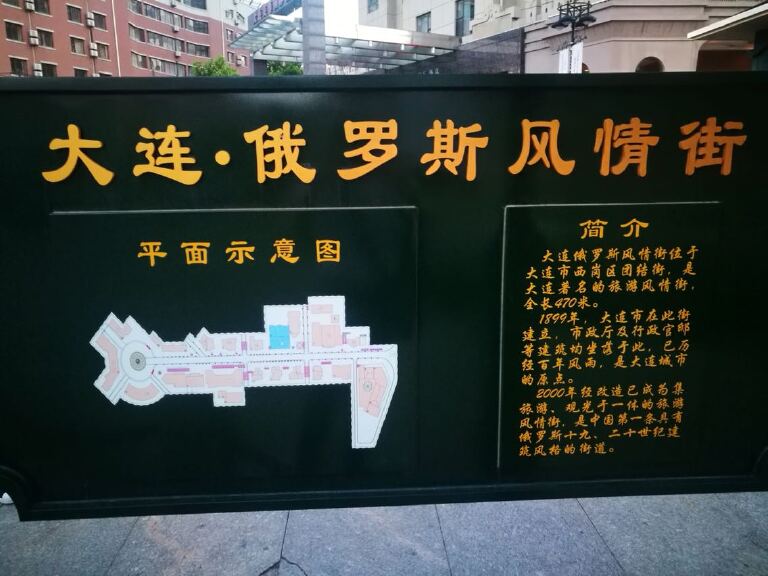 大连·俄罗斯风情街
平面示意图
简介
大连俄罗斯风情街位于
大连市西岗区团结街，是
大连著名的旅游风情街，
全长470米。
1899年，大连市在此街
建立，市政厅及行政官邸
等建筑均坐落于此，已历
经百年风雨，是大连城市
的原点。
2000年经改造已成为集
旅游、观光于一体的旅游
风情街，是中国第一条具有
俄罗斯十九、二十世纪建
筑风格的街道。